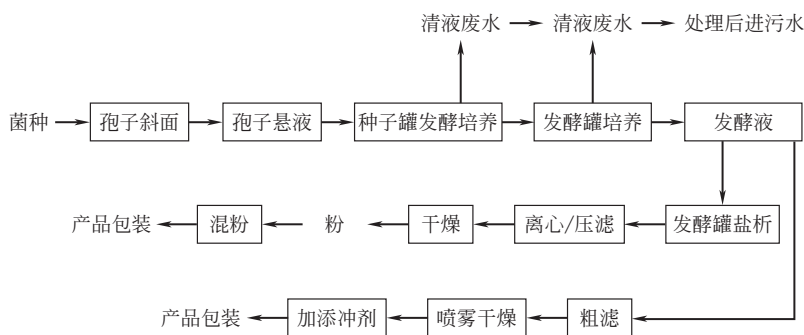 清液废水 清液废水 处理后进污水
菌种 孢子斜面 孢子悬液 种子罐发酵培养 发酵罐培养 发酵液
产品包装 混粉 粉 干燥 离心/压滤 发酵罐盐析
产品包装 加添冲剂 喷雾干燥 粗滤